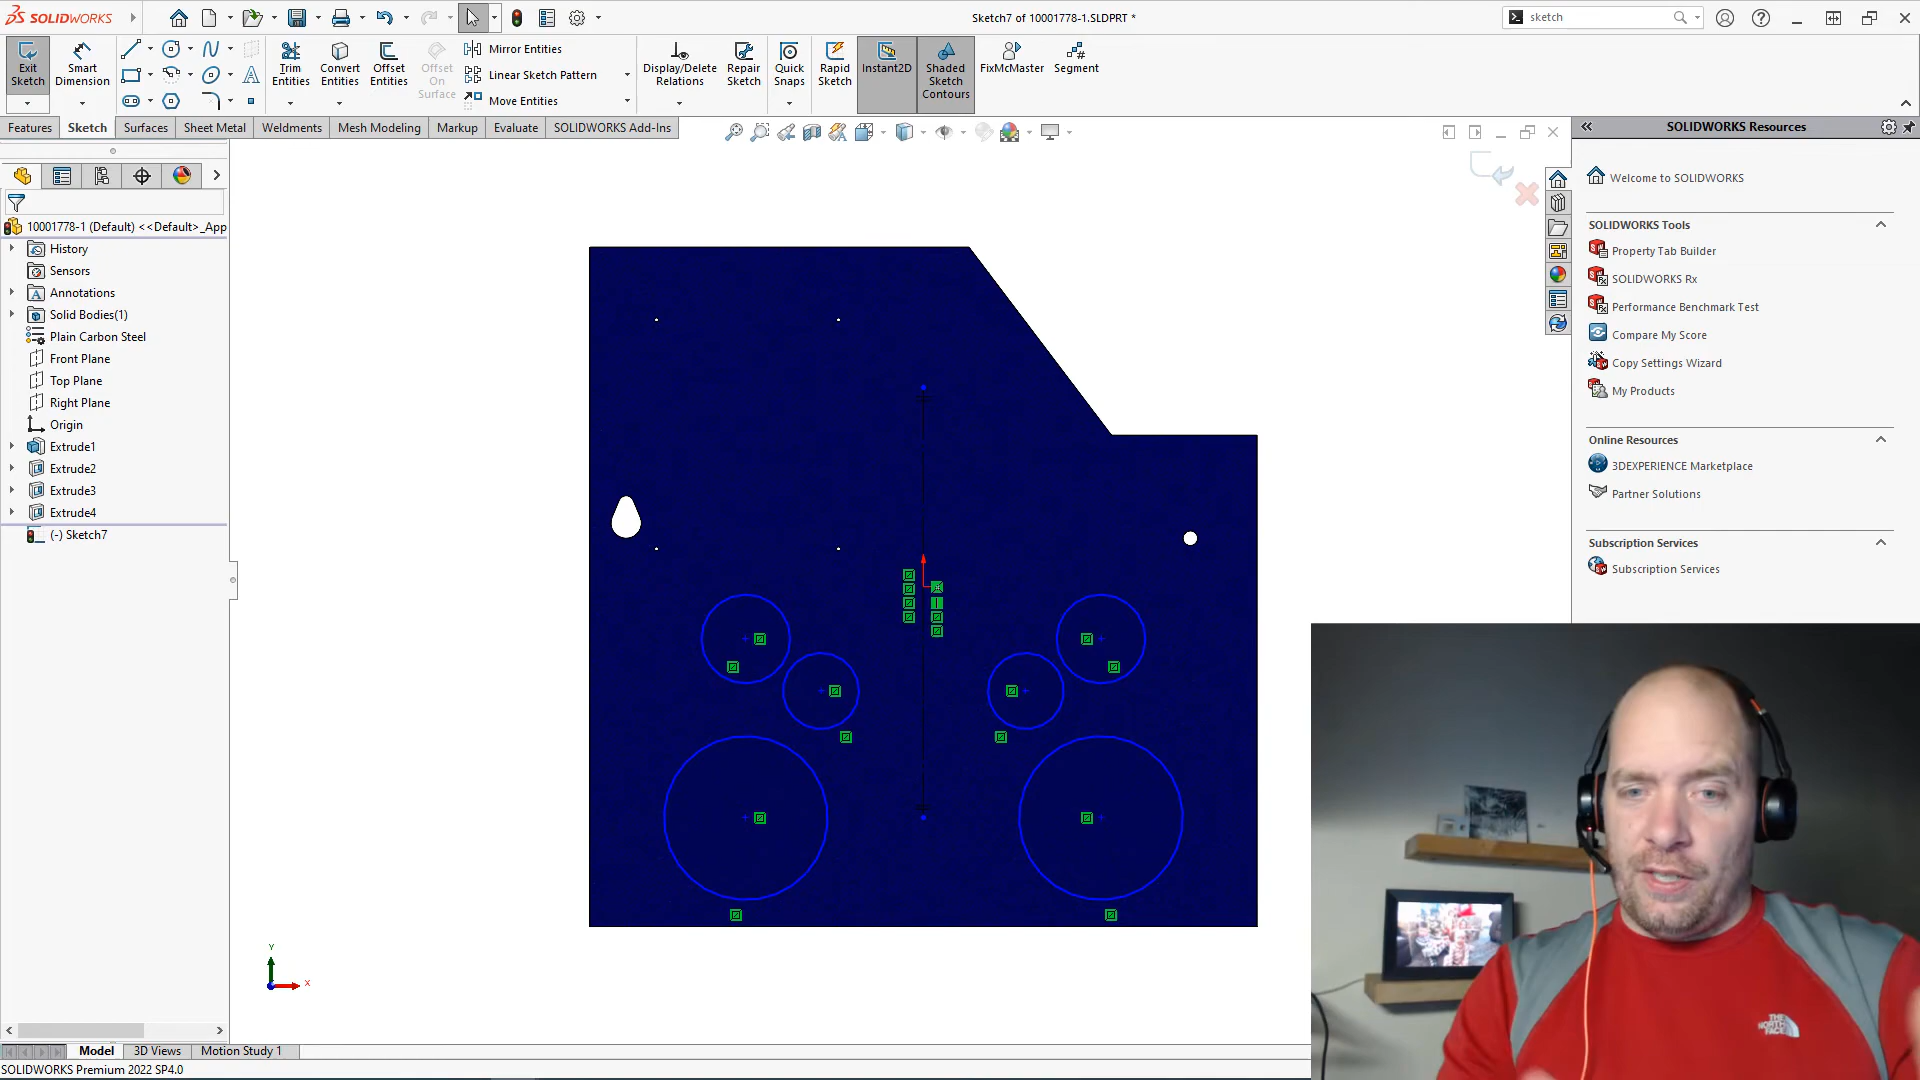 SOLIDWORKS
Sketch7 of 10001778-1.SLDPRT *
sketch
Exit Sketch
Smart Dimension
Trim Entities
Convert Entities
Offset Entities
Offset On Surface
Mirror Entities
Linear Sketch Pattern
Move Entities
Display/Delete Relations
Repair Sketch
Quick Snaps
Rapid Sketch
Instant2D
Shaded Sketch Contours
FixMcMaster
Segment
Features
Sketch
Surfaces
Sheet Metal
Weldments
Mesh Modeling
Markup
Evaluate
SOLIDWORKS Add-Ins
10001778-1 (Default) <<Default>_App
History
Sensors
Annotations
Solid Bodies(1)
Plain Carbon Steel
Front Plane
Top Plane
Right Plane
Origin
Extrude1
Extrude2
Extrude3
Extrude4
(-) Sketch7
Y
X
SOLIDWORKS Resources
Welcome to SOLIDWORKS
SOLIDWORKS Tools
Property Tab Builder
SOLIDWORKS Rx
Performance Benchmark Test
Compare My Score
Copy Settings Wizard
My Products
Online Resources
3DEXPERIENCE Marketplace
Partner Solutions
Subscription Services
Subscription Services
THE NORTH FACE
Model
3D Views
Motion Study 1
SOLIDWORKS Premium 2022 SP4.0